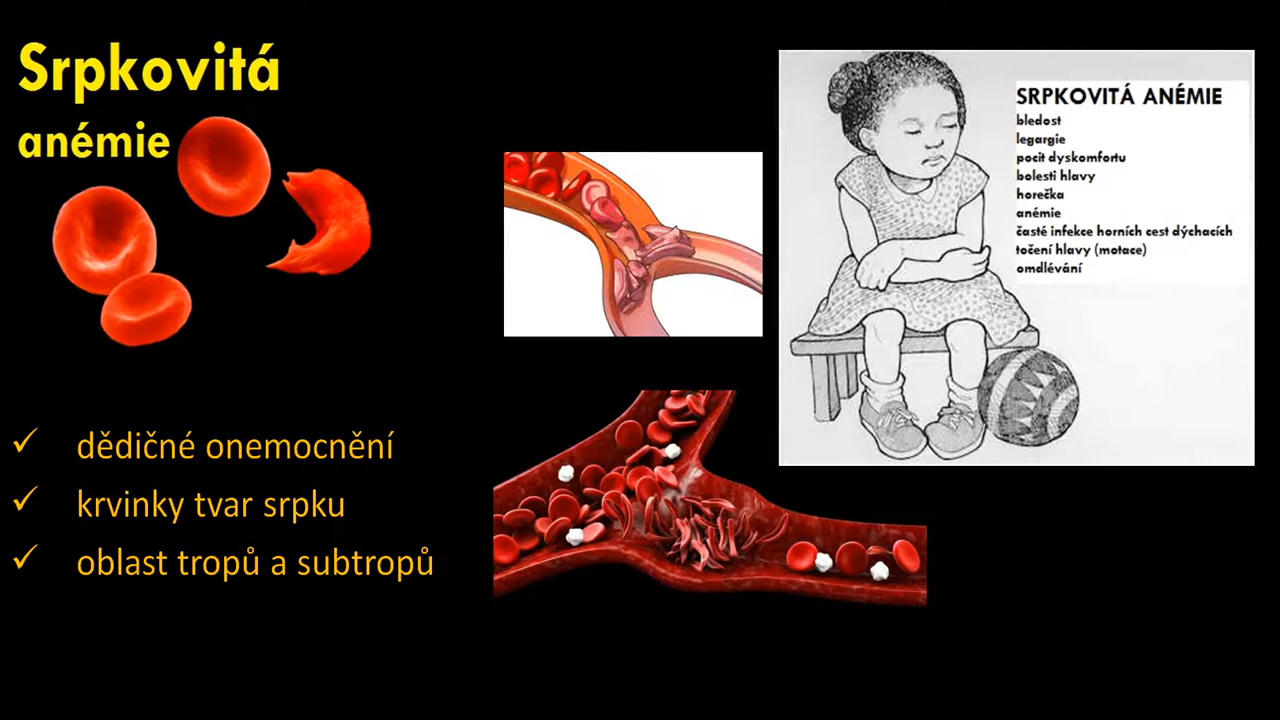 Srpkovitá
anémie
SRPKOVITÁ ANÉMIE
bledost
legargie
pocit dyskomfortu
bolesti hlavy
horečka
anémie
časté infekce horních cest dýchacích
točení hlavy (motace)
omdlévání
✓ dědičné onemocnění
✓ krvinky tvar srpku
✓ oblast tropů a subtropů